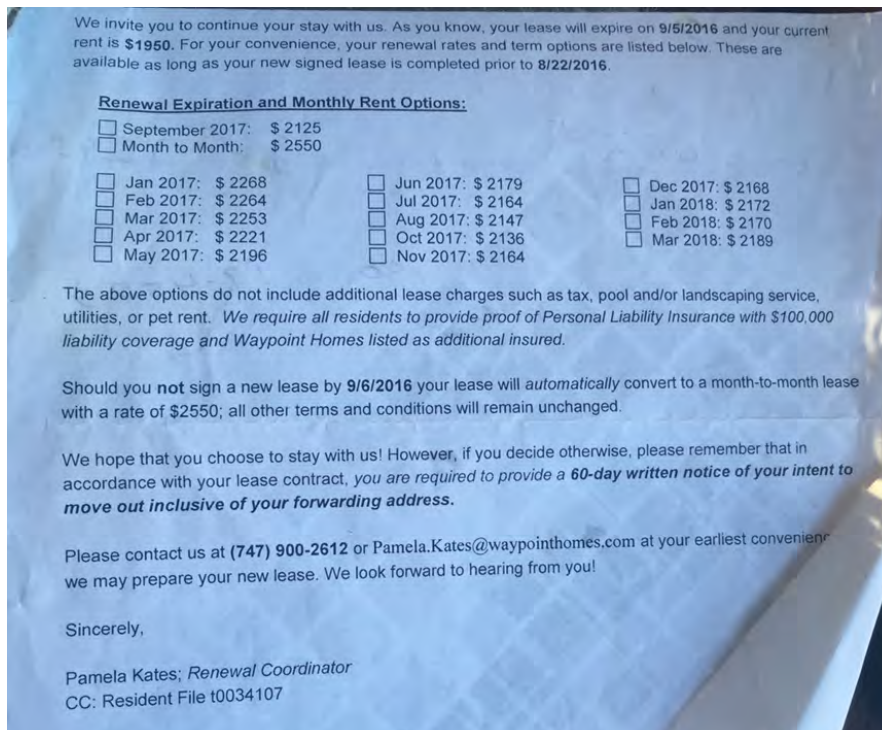 We invite you to continue your stay with us. As you know, your lease will expire on 9/5/2016 and your current
rent is $1950. For your convenience, your renewal rates and term options are listed below. These are
available as long as your new signed lease is completed prior to 8/22/2016.
Renewal Expiration and Monthly Rent Options:
September 2017: $ 2125
Month to Month: $ 2550
Jan 2017: $ 2268
Feb 2017: $ 2264
Mar 2017: $ 2253
Apr 2017: $ 2221
May 2017: $ 2196
Jun 2017: $ 2179
Jul 2017: $ 2164
Aug 2017: $ 2147
Oct 2017: $ 2136
Nov 2017: $ 2164
Dec 2017: $ 2168
Jan 2018: $ 2172
Feb 2018: $ 2170
Mar 2018: $ 2189
The above options do not include additional lease charges such as tax, pool and/or landscaping service,
utilities, or pet rent. We require all residents to provide proof of Personal Liability Insurance with $100,000
liability coverage and Waypoint Homes listed as additional insured.
Should you not sign a new lease by 9/6/2016 your lease will automatically convert to a month-to-month lease
with a rate of $2550; all other terms and conditions will remain unchanged.
We hope that you choose to stay with us! However, if you decide otherwise, please remember that in
accordance with your lease contract, you are required to provide a 60-day written notice of your intent to
move out inclusive of your forwarding address.
Please contact us at (747) 900-2612 or Pamela.Kates@waypointhomes.com at your earliest convenienc
we may prepare your new lease. We look forward to hearing from you!
Sincerely,
Pamela Kates; Renewal Coordinator
CC: Resident File t0034107